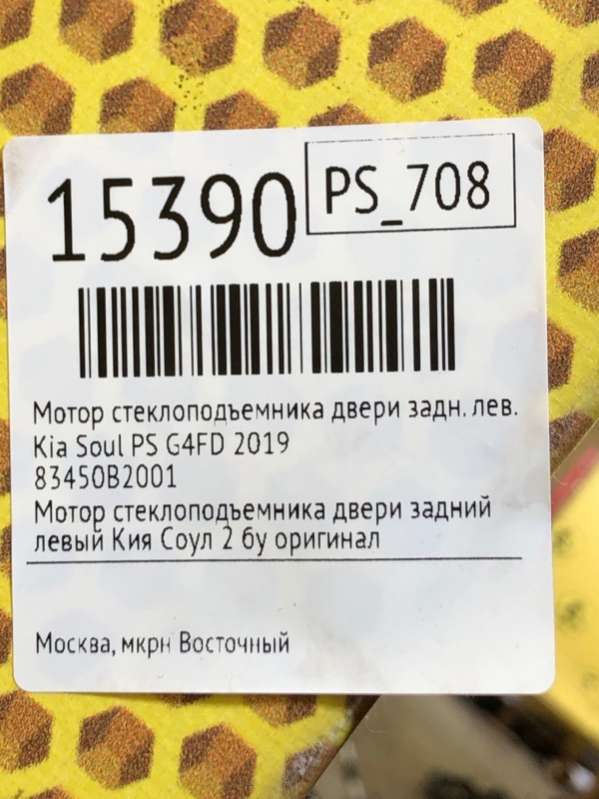 15390
PS_708
Мотор стеклоподъемника двери задн. лев.
Kia Soul PS G4FD 2019
83450B2001
Мотор стеклоподъемника двери задний
левый Кия Соул 2 бу оригинал
Москва, мкрн Восточный